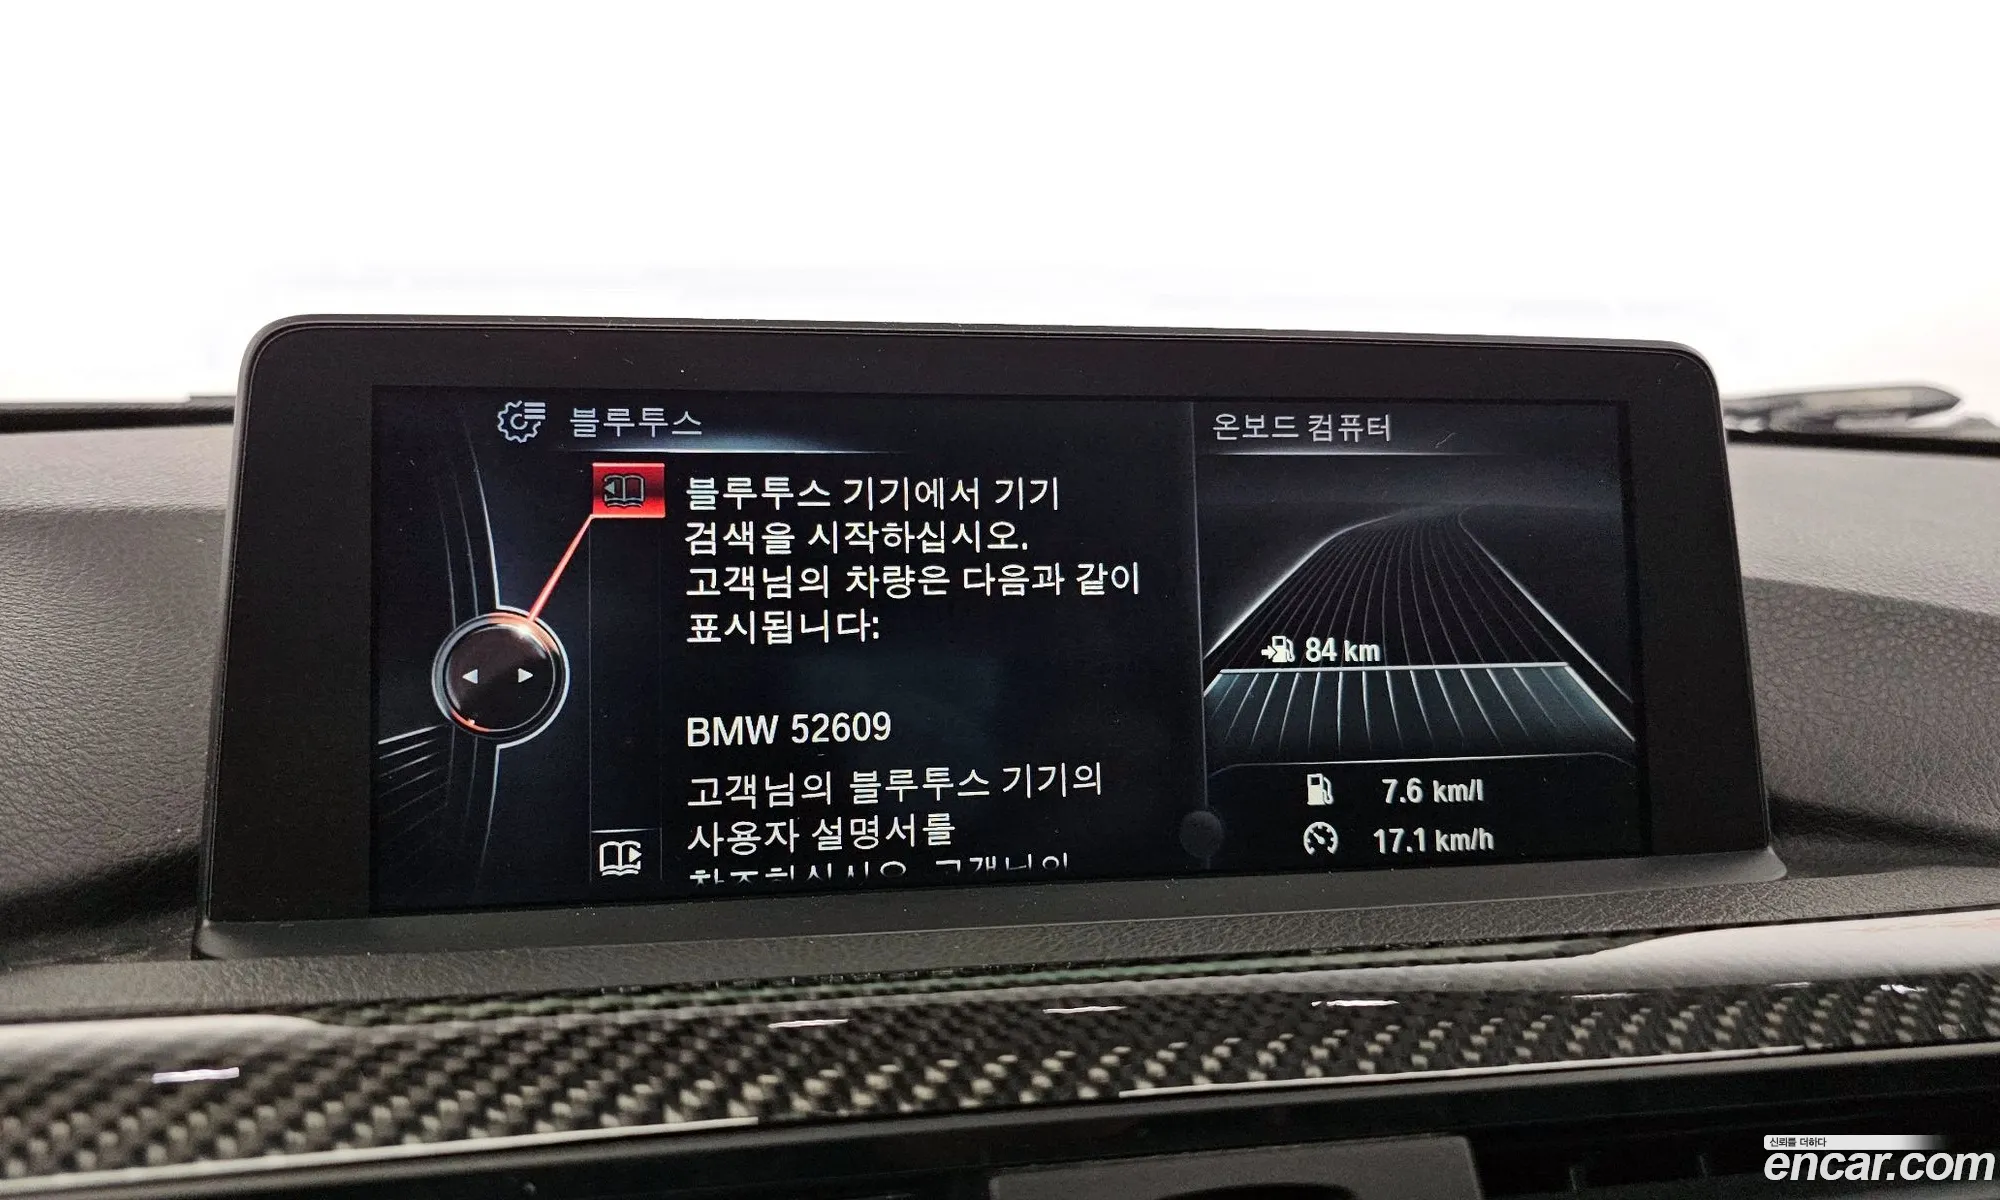 블루투스
블루투스 기기에서 기기
검색을 시작하십시오.
고객님의 차량은 다음과 같이
표시됩니다:
BMW 52609
고객님의 블루투스 기기의
사용자 설명서를
온보드 컴퓨터
84 km
7.6 km/l
17.1 km/h
신뢰를 더하다
encar.com